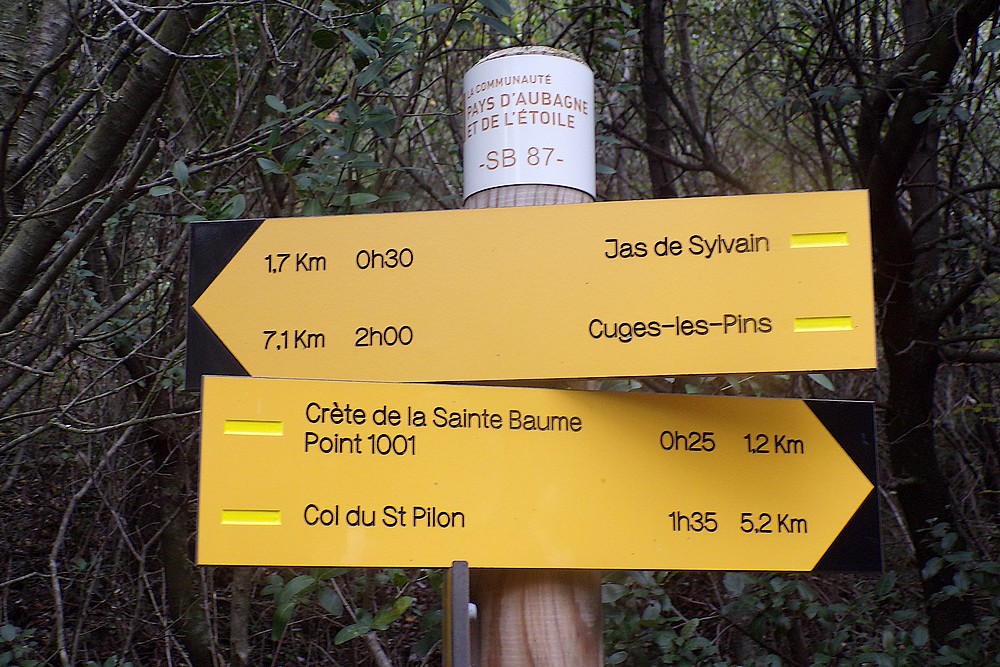 LA COMMUNAUTÉ
PAYS D'AUBAGNE
ET DE L'ÉTOILE
-SB 87-
1,7 Km 0h30 Jas de Sylvain
7,1 Km 2h00 Cuges-les-Pins
Crète de la Sainte Baume
Point 1001 0h25 1,2 Km
Col du St Pilon 1h35 5,2 Km